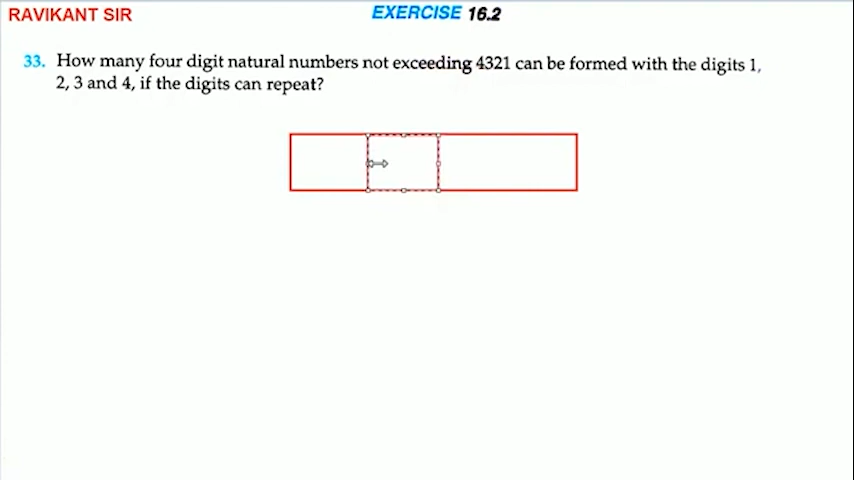 RAVIKANT SIR
EXERCISE 16.2
33. How many four digit natural numbers not exceeding 4321 can be formed with the digits 1,
2, 3 and 4, if the digits can repeat?